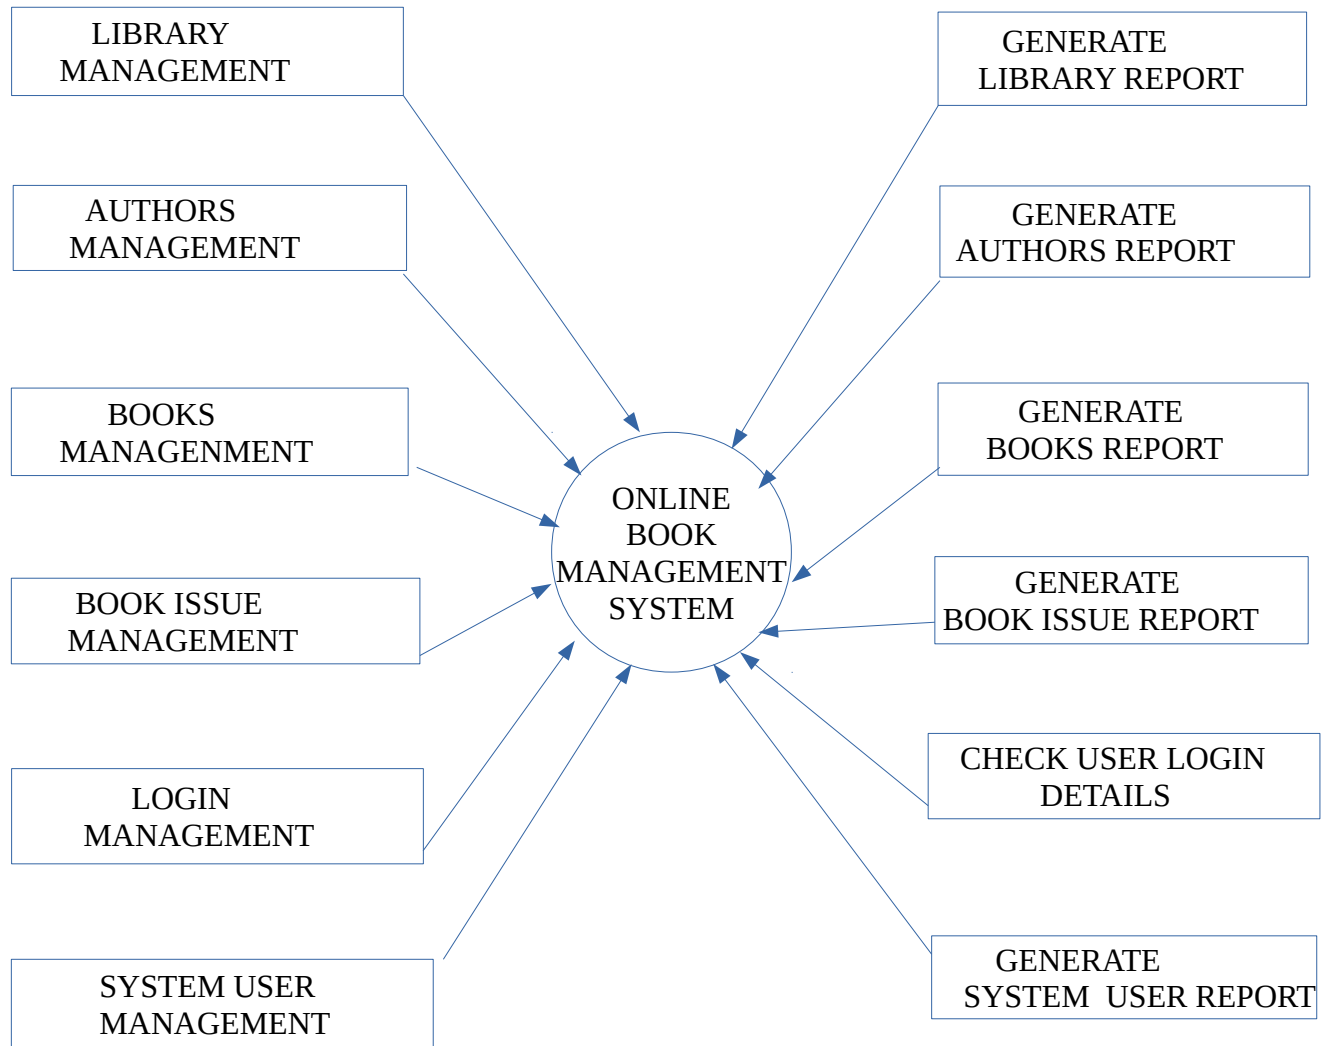 LIBRARY
MANAGEMENT
GENERATE
LIBRARY REPORT
AUTHORS
MANAGEMENT
GENERATE
AUTHORS REPORT
BOOKS
MANAGENMENT
GENERATE
BOOKS REPORT
ONLINE
BOOK
MANAGEMENT
SYSTEM
BOOK ISSUE
MANAGEMENT
GENERATE
BOOK ISSUE REPORT
LOGIN
MANAGEMENT
CHECK USER LOGIN
DETAILS
SYSTEM USER
MANAGEMENT
GENERATE
SYSTEM  USER REPORT